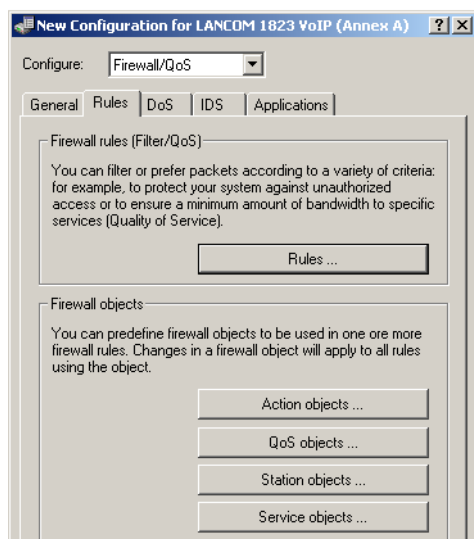 New Configuration for LANCOM 1823 VoIP (Annex A)
Configure: Firewall/QoS
General Rules DoS IDS Applications
Firewall rules (Filter/QoS)
You can filter or prefer packets according to a variety of criteria:
for example, to protect your system against unauthorized
access or to ensure a minimum amount of bandwidth to specific
services (Quality of Service).
Rules ...
Firewall objects
You can predefine firewall objects to be used in one ore more
firewall rules. Changes in a firewall object will apply to all rules
using the object.
Action objects ...
QoS objects ...
Station objects ...
Service objects ...